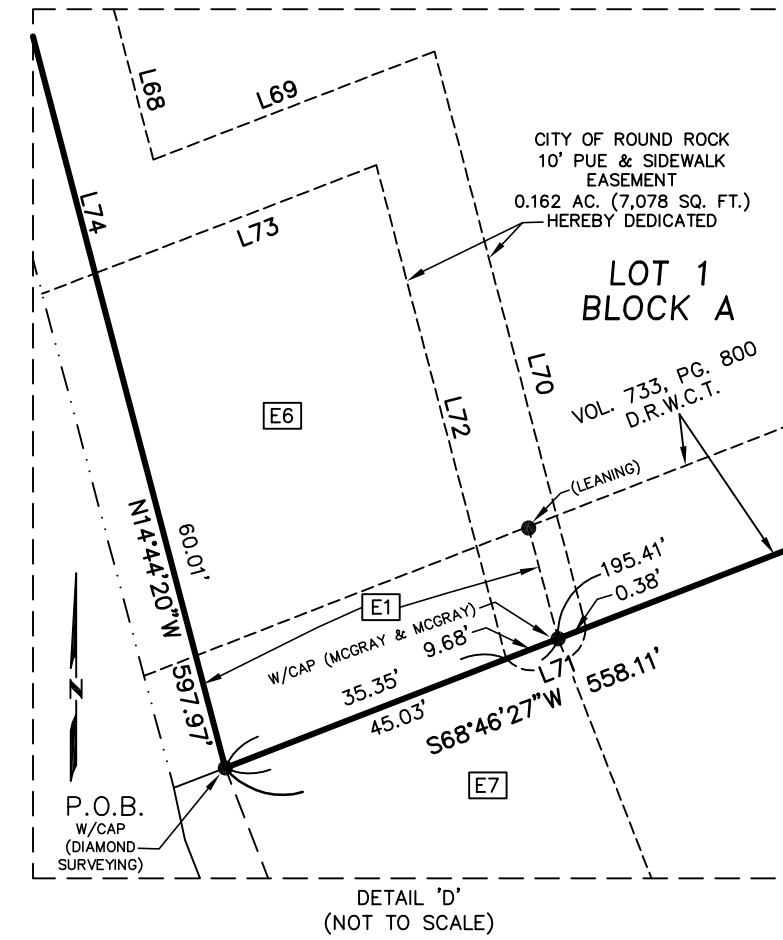 L68
L69
CITY OF ROUND ROCK
10' PUE & SIDEWALK
EASEMENT
0.162 AC. (7,078 SQ. FT.)
HEREBY DEDICATED
L74
L73
LOT 1
BLOCK A
L70
L72
VOL. 733, PG. 800
D.R.W.C.T.
E6
(LEANING)
N14°44'20"W
597.97'
60.01'
195.41'
0.38'
E1
W/CAP (MCGRAY & MCGRAY)
9.68'
L71
35.35'
45.03'
S68°46'27"W
558.11'
N
E7
P.O.B.
W/CAP
(DIAMOND
SURVEYING)
DETAIL 'D'
(NOT TO SCALE)